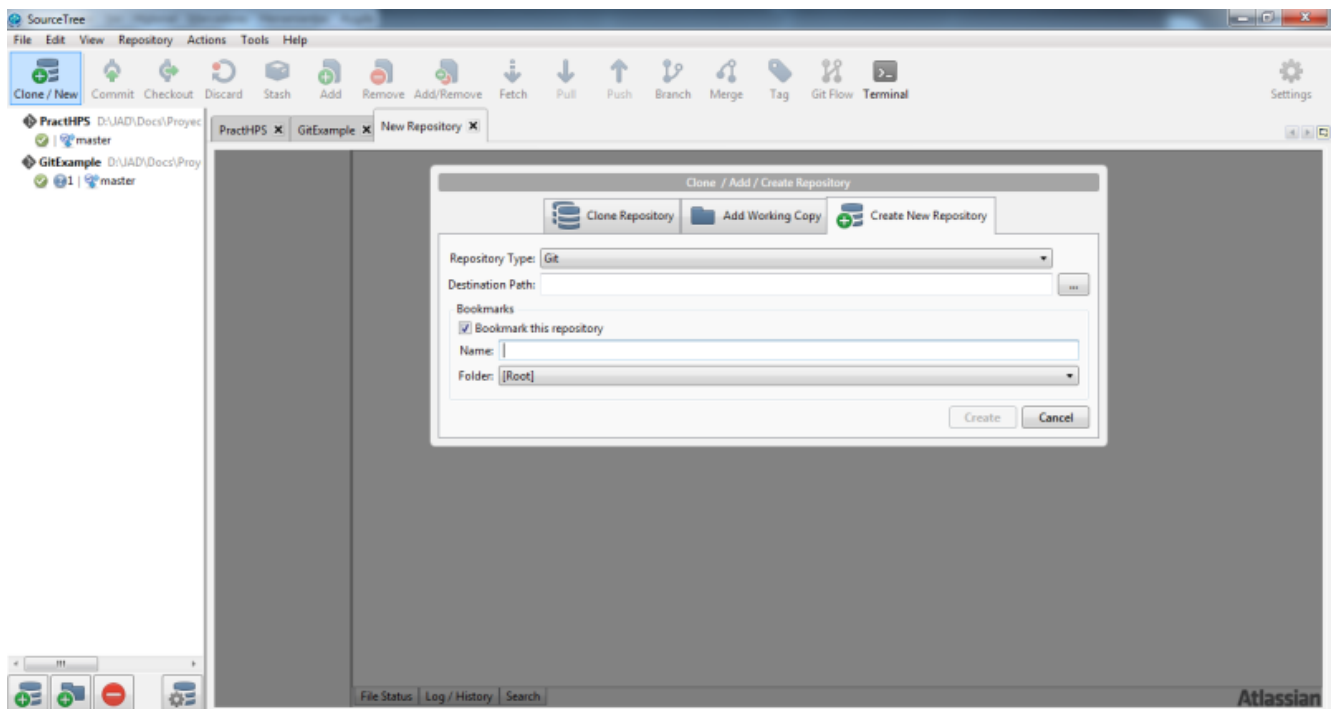 SourceTree
File Edit View Repository Actions Tools Help
Clone / New Commit Checkout Discard Stash Add Remove Add/Remove Fetch Pull Push Branch Merge Tag Git Flow Terminal Settings
PractHPS D:\JAD\Docs\Proyec
master
GitExample D:\JAD\Docs\Proy
1 master
PractHPS GitExample New Repository
Clone / Add / Create Repository
Clone Repository Add Working Copy Create New Repository
Repository Type: Git
Destination Path: ...
Bookmarks
Bookmark this repository
Name:
Folder: [Root]
Create Cancel
File Status Log / History Search
Atlassian